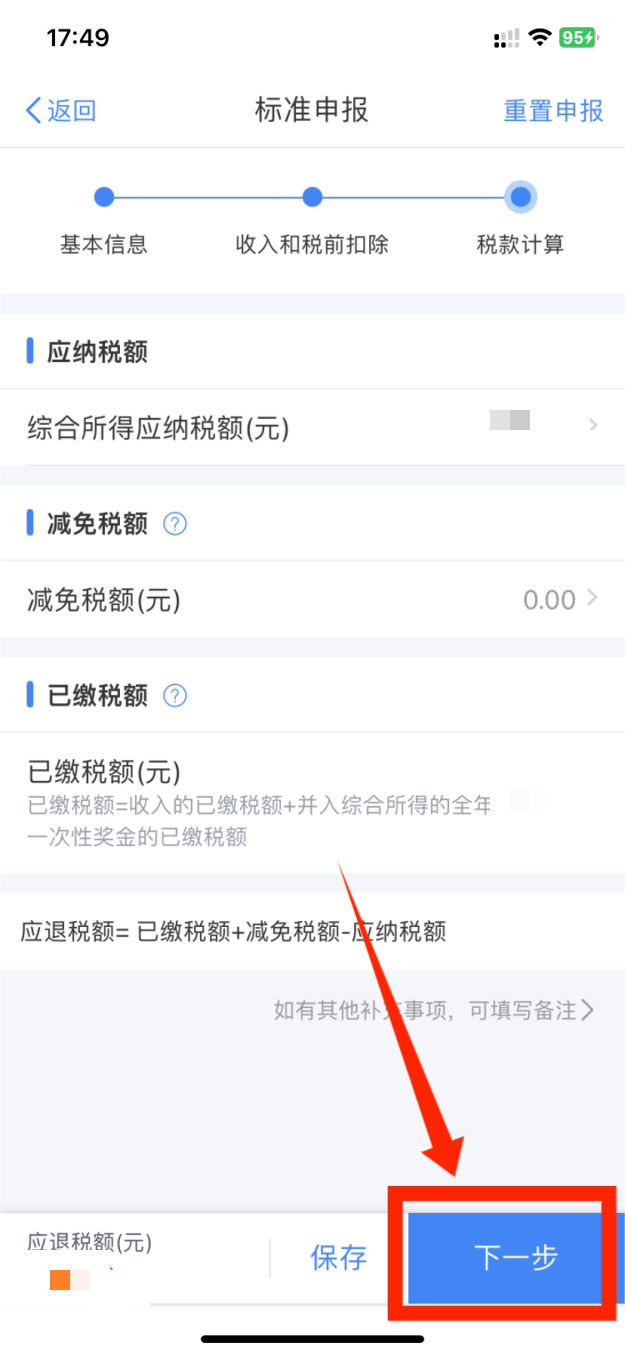 17:49
95
返回
标准申报
重置申报
基本信息
收入和税前扣除
税款计算
应纳税额
综合所得应纳税额(元)
减免税额 ?
减免税额(元)
0.00
已缴税额 ?
已缴税额(元)
已缴税额=收入的已缴税额+并入综合所得的全年
一次性奖金的已缴税额
应退税额= 已缴税额+减免税额-应纳税额
如有其他补充事项，可填写备注
应退税额(元)
保存
下一步